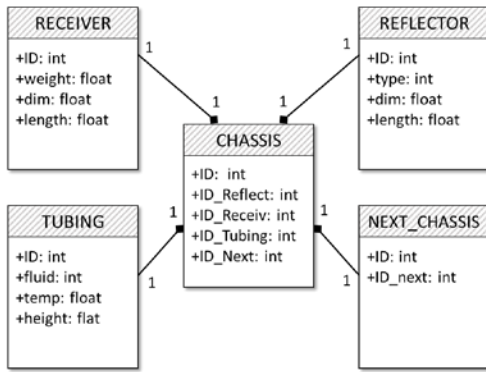 RECEIVER
+ID: int
+weight: float
+dim: float
+length: float
1
1
REFLECTOR
+ID: int
+type: int
+dim: float
+length: float
1
1
CHASSIS
+ID: int
+ID_Reflect: int
+ID_Receiv: int
+ID_Tubing: int
+ID_Next: int
TUBING
+ID: int
+fluid: int
+temp: float
+height: flat
1
1
NEXT_CHASSIS
+ID: int
+ID_next: int
1
1